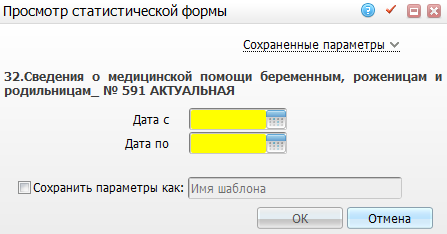 Просмотр статистической формы
Сохраненные параметры
32.Сведения о медицинской помощи беременным, роженицам и
родильницам_ № 591 АКТУАЛЬНАЯ
Дата с
Дата по
Сохранить параметры как: Имя шаблона
ОК Отмена